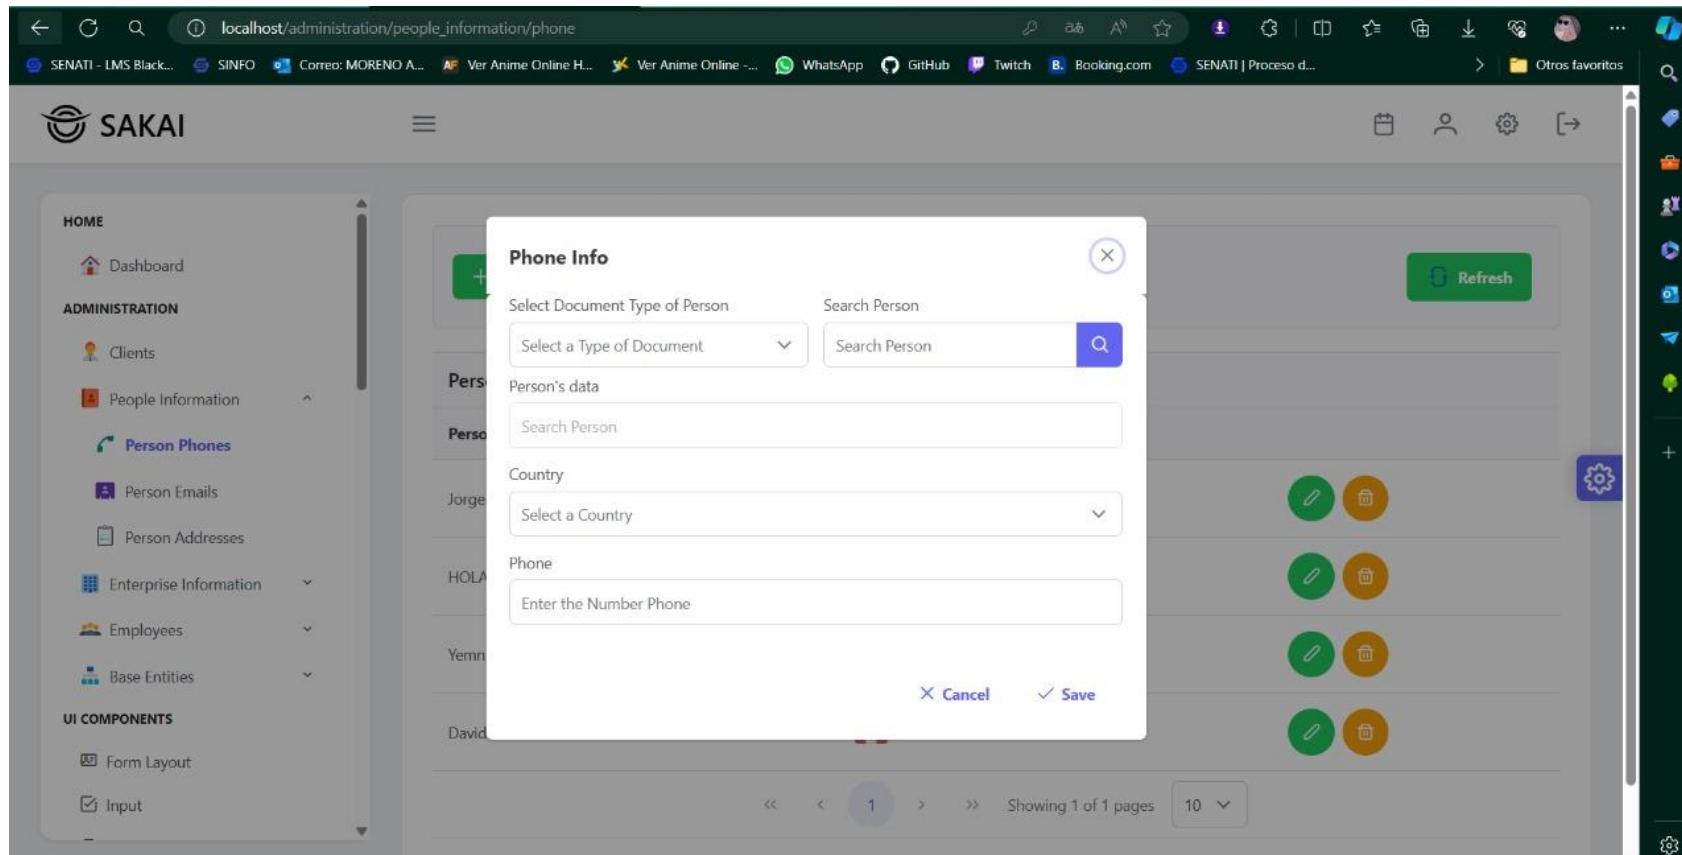 localhost/administration/people_information/phone
SENATI - LMS Black... SINFO Correo: MORENO A... Ver Anime Online H... Ver Anime Online -... WhatsApp GitHub Twitch Booking.com SENATI | Proceso d... Otros favoritos
SAKAI
HOME
Dashboard
ADMINISTRATION
Clients
People Information
Person Phones
Person Emails
Person Addresses
Enterprise Information
Employees
Base Entities
UI COMPONENTS
Form Layout
Input
Refresh
Pers
Perso
Jorge
HOLA
Yemn
David
Phone Info
Select Document Type of Person Search Person
Select a Type of Document Search Person
Person's data
Search Person
Country
Select a Country
Phone
Enter the Number Phone
Cancel Save
1 Showing 1 of 1 pages 10